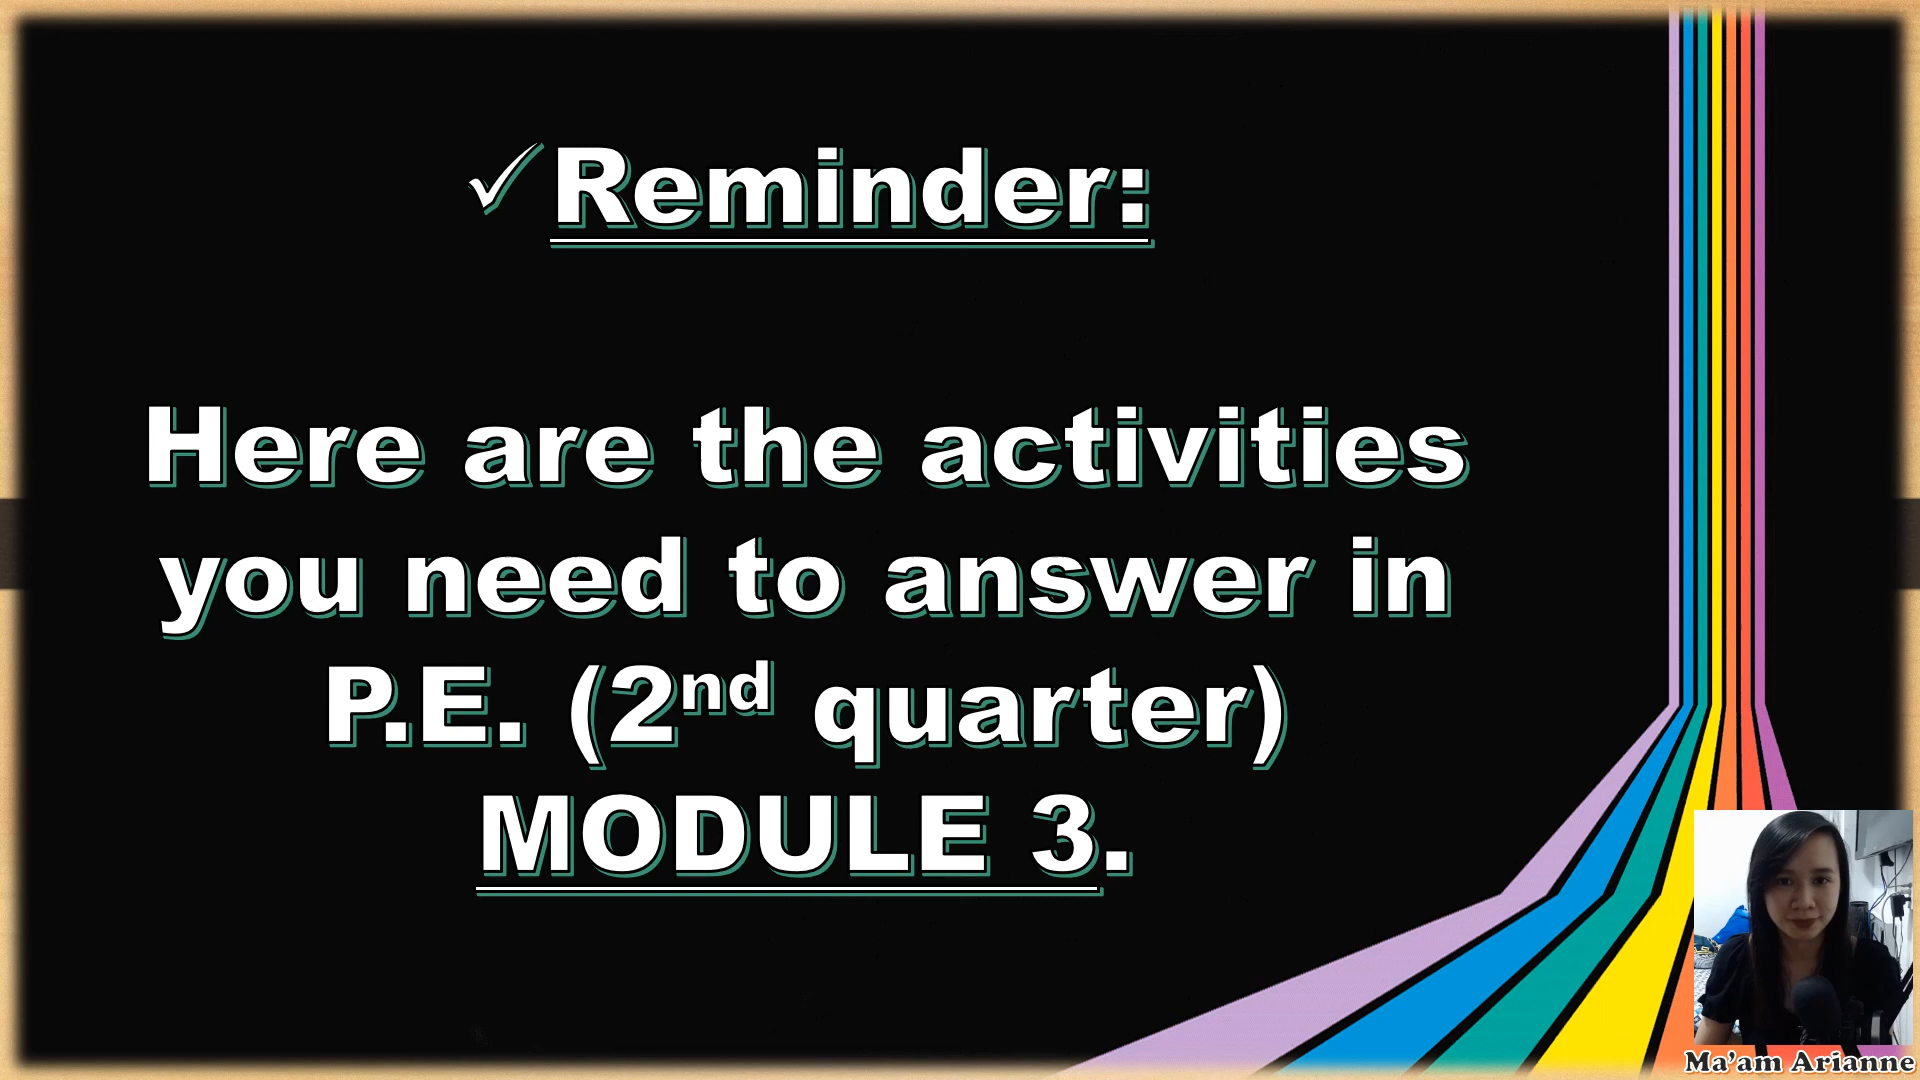 ✓Reminder:
Here are the activities
you need to answer in
P.E. (2nd quarter)
MODULE 3.
Ma'am Arianne